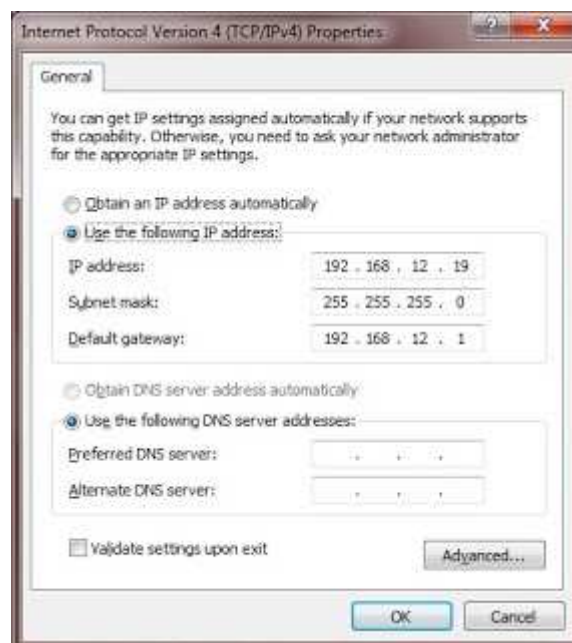 Internet Protocol Version 4 (TCP/IPv4) Properties
General
You can get IP settings assigned automatically if your network supports
this capability. Otherwise, you need to ask your network administrator
for the appropriate IP settings.
Obtain an IP address automatically
Use the following IP address:
IP address: 192 . 168 . 12 . 19
Subnet mask: 255 . 255 . 255 . 0
Default gateway: 192 . 168 . 12 . 1
Obtain DNS server address automatically
Use the following DNS server addresses:
Preferred DNS server: . . .
Alternate DNS server: . . .
Validate settings upon exit
Advanced...
OK Cancel